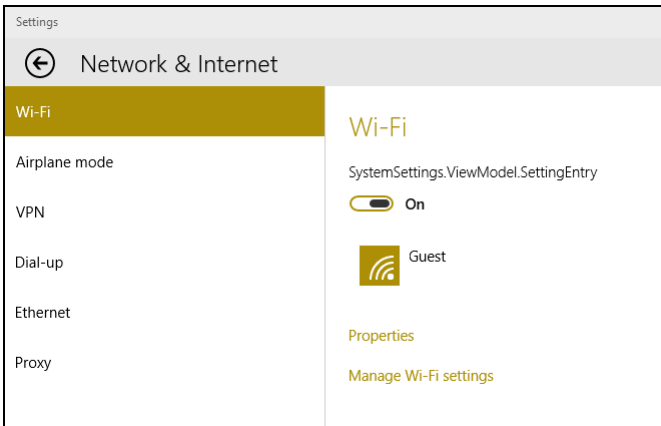 Settings
Network & Internet
Wi-Fi
Airplane mode
VPN
Dial-up
Ethernet
Proxy
Wi-Fi
SystemSettings.ViewModel.SettingEntry
On
Guest
Properties
Manage Wi-Fi settings